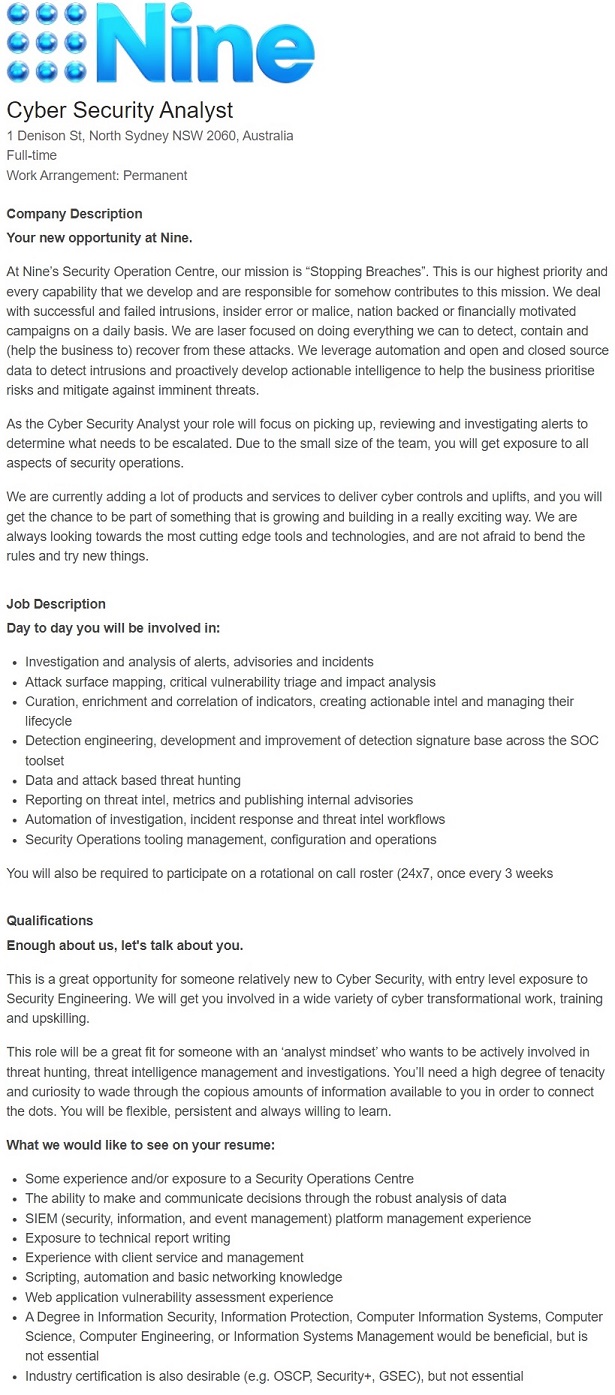 Nine
Cyber Security Analyst
1 Denison St, North Sydney NSW 2060, Australia
Full-time
Work Arrangement: Permanent
Company Description
Your new opportunity at Nine.
At Nine’s Security Operation Centre, our mission is “Stopping Breaches”. This is our highest priority and
every capability that we develop and are responsible for somehow contributes to this mission. We deal
with successful and failed intrusions, insider error or malice, nation backed or financially motivated
campaigns on a daily basis. We are laser focused on doing everything we can to detect, contain and
(help the business to) recover from these attacks. We leverage automation and open and closed source
data to detect intrusions and proactively develop actionable intelligence to help the business prioritise
risks and mitigate against imminent threats.
As the Cyber Security Analyst your role will focus on picking up, reviewing and investigating alerts to
determine what needs to be escalated. Due to the small size of the team, you will get exposure to all
aspects of security operations.
We are currently adding a lot of products and services to deliver cyber controls and uplifts, and you will
get the chance to be part of something that is growing and building in a really exciting way. We are
always looking towards the most cutting edge tools and technologies, and are not afraid to bend the
rules and try new things.
Job Description
Day to day you will be involved in:
• Investigation and analysis of alerts, advisories and incidents
• Attack surface mapping, critical vulnerability triage and impact analysis
• Curation, enrichment and correlation of indicators, creating actionable intel and managing their
lifecycle
• Detection engineering, development and improvement of detection signature base across the SOC
toolset
• Data and attack based threat hunting
• Reporting on threat intel, metrics and publishing internal advisories
• Automation of investigation, incident response and threat intel workflows
• Security Operations tooling management, configuration and operations
You will also be required to participate on a rotational on call roster (24x7, once every 3 weeks
Qualifications
Enough about us, let's talk about you.
This is a great opportunity for someone relatively new to Cyber Security, with entry level exposure to
Security Engineering. We will get you involved in a wide variety of cyber transformational work, training
and upskilling.
This role will be a great fit for someone with an ‘analyst mindset’ who wants to be actively involved in
threat hunting, threat intelligence management and investigations. You’ll need a high degree of tenacity
and curiosity to wade through the copious amounts of information available to you in order to connect
the dots. You will be flexible, persistent and always willing to learn.
What we would like to see on your resume:
• Some experience and/or exposure to a Security Operations Centre
• The ability to make and communicate decisions through the robust analysis of data
• SIEM (security, information, and event management) platform management experience
• Exposure to technical report writing
• Experience with client service and management
• Scripting, automation and basic networking knowledge
• Web application vulnerability assessment experience
• A Degree in Information Security, Information Protection, Computer Information Systems, Computer
Science, Computer Engineering, or Information Systems Management would be beneficial, but is
not essential
• Industry certification is also desirable (e.g. OSCP, Security+, GSEC), but not essential